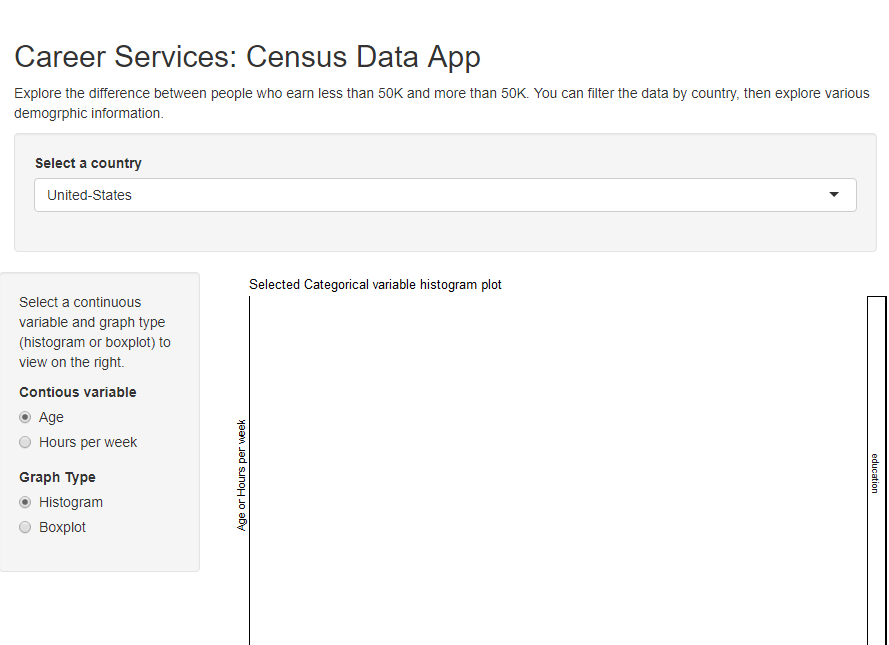 Career Services: Census Data App
Explore the difference between people who earn less than 50K and more than 50K. You can filter the data by country, then explore various
demogrphic information.
Select a country
United-States
Select a continuous
variable and graph type
(histogram or boxplot) to
view on the right.
Contious variable
Age
Hours per week
Graph Type
Histogram
Boxplot
Selected Categorical variable histogram plot
Age or Hours per week
education